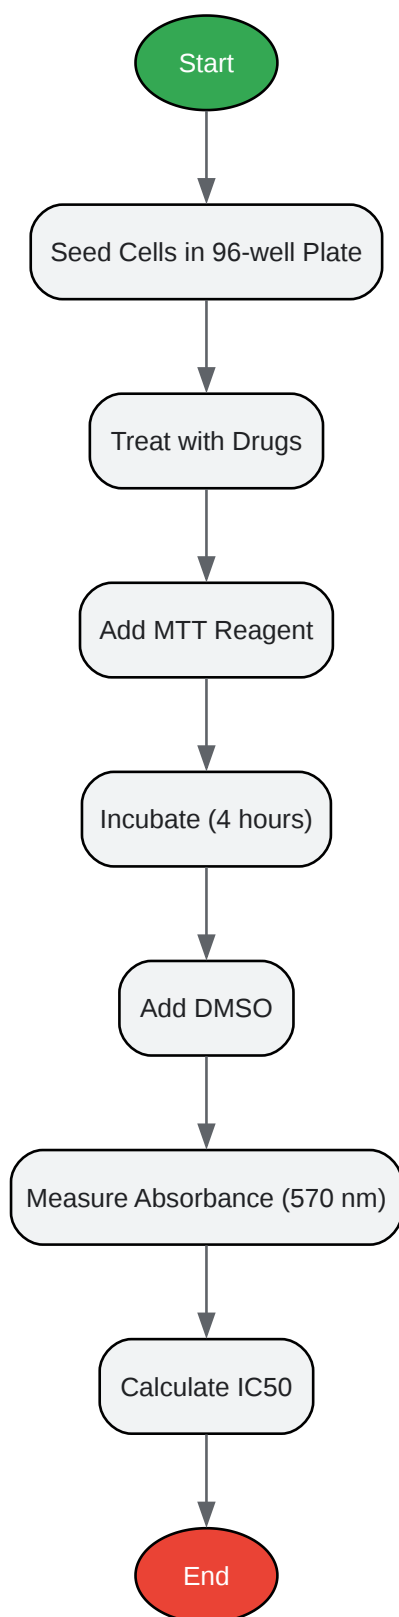 Start
Seed Cells in 96-well Plate
Treat with Drugs
Add MTT Reagent
Incubate (4 hours)
Add DMSO
Measure Absorbance (570 nm)
Calculate IC50
End